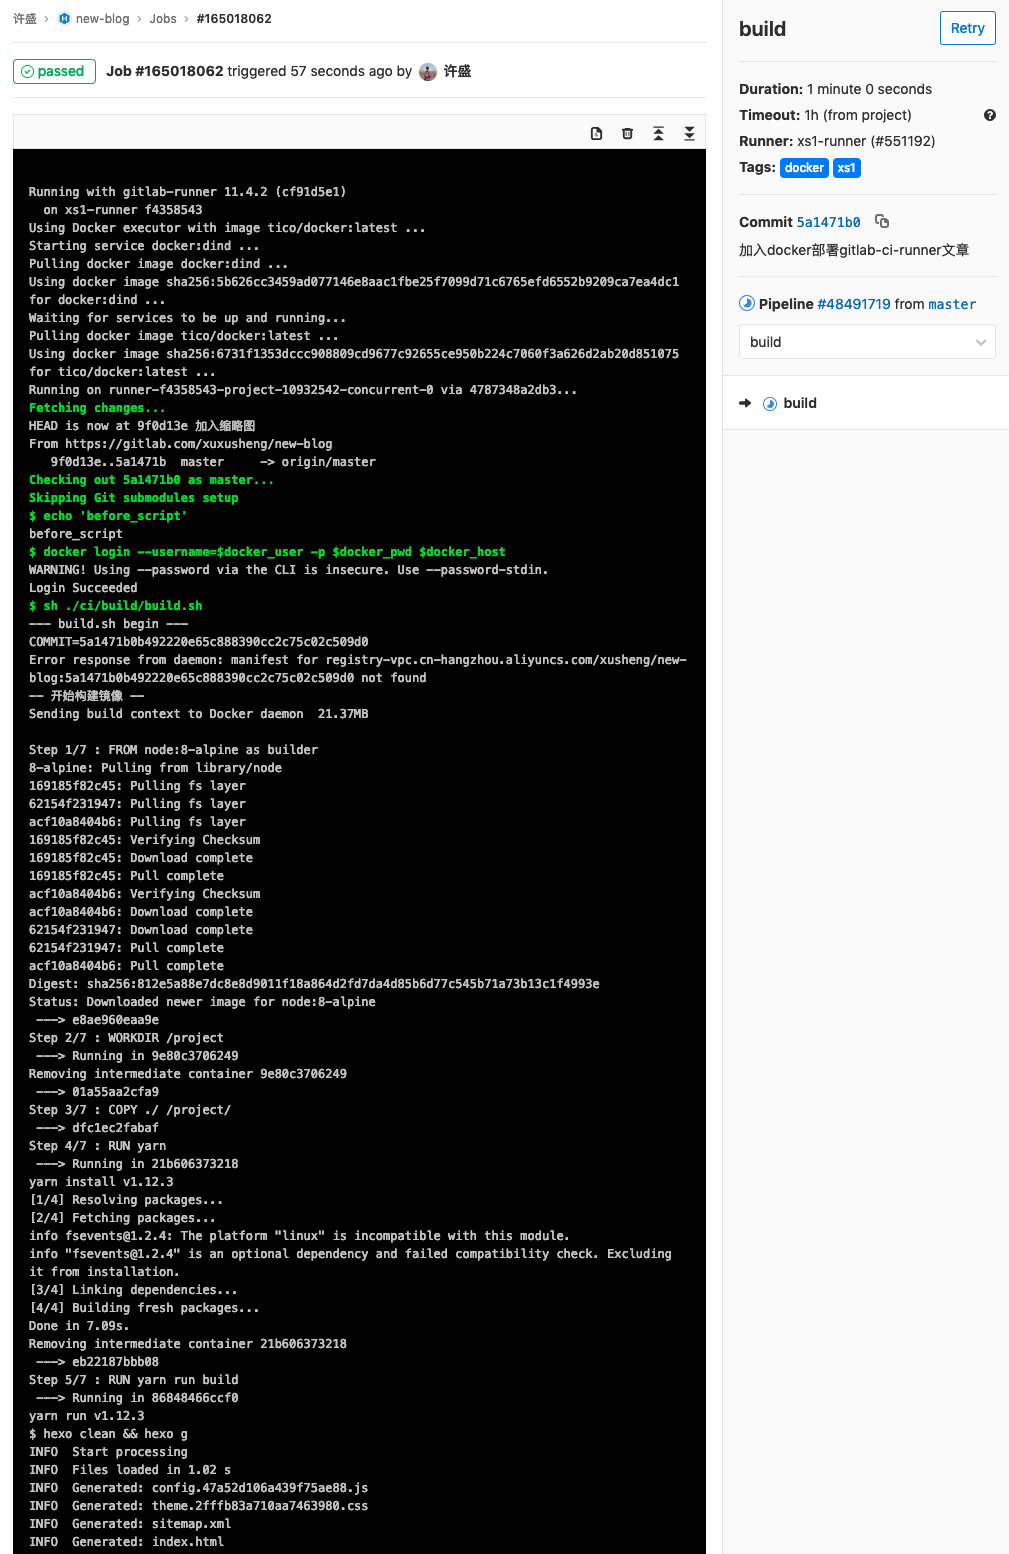 许盛 › new-blog › Jobs › #165018062
passed Job #165018062 triggered 57 seconds ago by 许盛
Running with gitlab-runner 11.4.2 (cf91d5e1)
on xs1-runner f4358543
Using Docker executor with image tico/docker:latest ...
Starting service docker:dind ...
Pulling docker image docker:dind ...
Using docker image sha256:5b626cc3459ad077146e8aac1fbe25f7099d71c6765efd6552b9209ca7ea4dc1
for docker:dind ...
Waiting for services to be up and running...
Pulling docker image tico/docker:latest ...
Using docker image sha256:6731f1353dccc908809cd9677c92655ce950b224c7060f3a626d2ab20d851075
for tico/docker:latest ...
Running on runner-f4358543-project-10932542-concurrent-0 via 4787348a2db3...
Fetching changes...
HEAD is now at 9f0d13e 加入缩略图
From https://gitlab.com/xuxusheng/new-blog
9f0d13e..5a1471b master -> origin/master
Checking out 5a1471b0 as master...
Skipping Git submodules setup
$ echo 'before_script'
before_script
$ docker login --username=$docker_user -p $docker_pwd $docker_host
WARNING! Using --password via the CLI is insecure. Use --password-stdin.
Login Succeeded
$ sh ./ci/build/build.sh
--- build.sh begin ---
COMMIT=5a1471b0b492220e65c888390cc2c75c02c509d0
Error response from daemon: manifest for registry-vpc.cn-hangzhou.aliyuncs.com/xusheng/new-
blog:5a1471b0b492220e65c888390cc2c75c02c509d0 not found
-- 开始构建镜像 --
Sending build context to Docker daemon 21.37MB
Step 1/7 : FROM node:8-alpine as builder
8-alpine: Pulling from library/node
169185f82c45: Pulling fs layer
62154f231947: Pulling fs layer
acf10a8404b6: Pulling fs layer
169185f82c45: Verifying Checksum
169185f82c45: Download complete
169185f82c45: Pull complete
acf10a8404b6: Verifying Checksum
acf10a8404b6: Download complete
62154f231947: Download complete
62154f231947: Pull complete
acf10a8404b6: Pull complete
Digest: sha256:812e5a88e7dc8e8d9011f18a864d2fd7da4d85b6d77c545b71a73b13c1f4993e
Status: Downloaded newer image for node:8-alpine
---> e8ae960eaa9e
Step 2/7 : WORKDIR /project
---> Running in 9e80c3706249
Removing intermediate container 9e80c3706249
---> 01a55aa2cfa9
Step 3/7 : COPY ./ /project/
---> dfc1ec2fabaf
Step 4/7 : RUN yarn
---> Running in 21b606373218
yarn install v1.12.3
[1/4] Resolving packages...
[2/4] Fetching packages...
info fsevents@1.2.4: The platform "linux" is incompatible with this module.
info "fsevents@1.2.4" is an optional dependency and failed compatibility check. Excluding
it from installation.
[3/4] Linking dependencies...
[4/4] Building fresh packages...
Done in 7.09s.
Removing intermediate container 21b606373218
---> eb22187bbb08
Step 5/7 : RUN yarn run build
---> Running in 86848466ccf0
yarn run v1.12.3
$ hexo clean && hexo g
INFO Start processing
INFO Files loaded in 1.02 s
INFO Generated: config.47a52d106a439f75ae88.js
INFO Generated: theme.2fffb83a710aa7463980.css
INFO Generated: sitemap.xml
INFO Generated: index.html
build
Retry
Duration: 1 minute 0 seconds
Timeout: 1h (from project)
Runner: xs1-runner (#551192)
Tags: docker xs1
Commit 5a1471b0
加入docker部署gitlab-ci-runner文章
Pipeline #48491719 from master
build
build